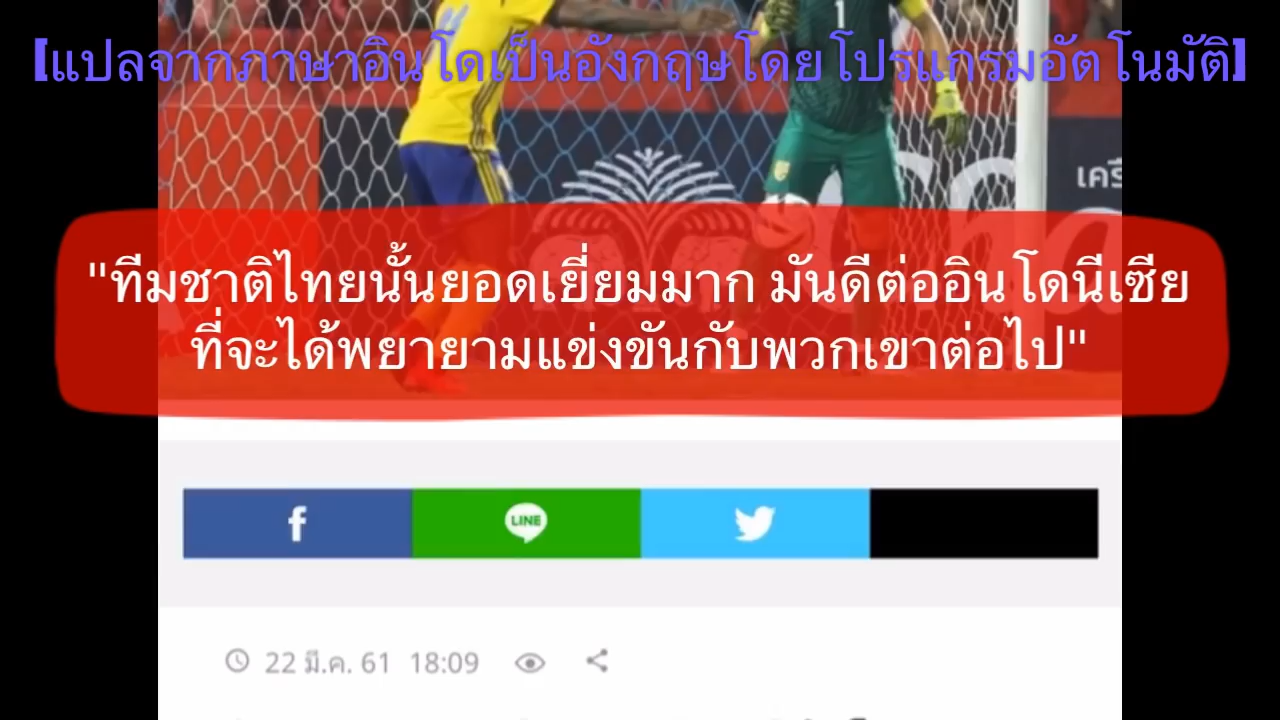 [แปลจากภาษาอินโดเป็นอังกฤษโดยโปรแกรมอัตโนมัติ]
1
เครื
"ทีมชาติไทยนั้นยอดเยี่ยมมาก มันดีต่ออินโดนีเซีย
ที่จะได้พยายามแข่งขันกับพวกเขาต่อไป"
f
LINE
22 มี.ค. 61 18:09